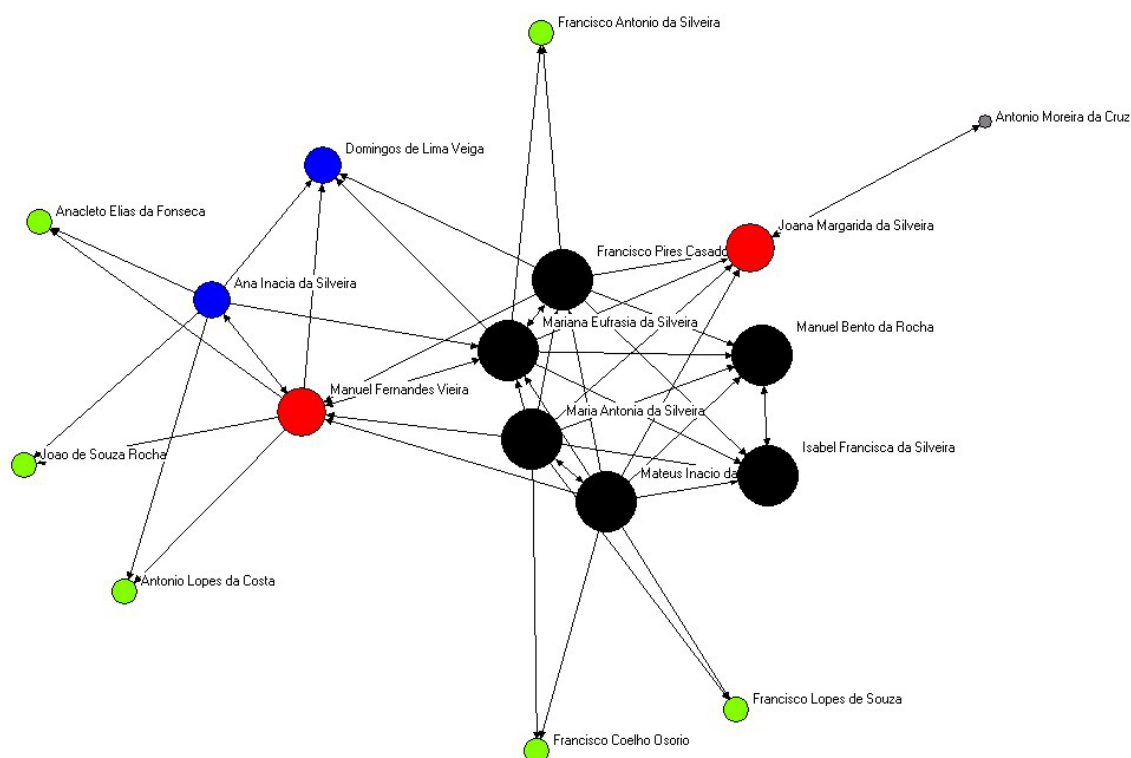 Francisco Antonio da Silveira
Antonio Moreira da Cruz
Domingos de Lima Veiga
Anacleto Elias da Fonseca
Joana Margarida da Silveira
Francisco Pires Casado
Ana Inacia da Silveira
Mariana Eufrasia da Silveira
Manuel Bento da Rocha
Manuel Fernandes Vieira
Maria Antonia da Silveira
Isabel Francisca da Silveira
Joao de Souza Rocha
Mateus Inacio da
Antonio Lopes da Costa
Francisco Lopes de Souza
Francisco Coelho Osorio